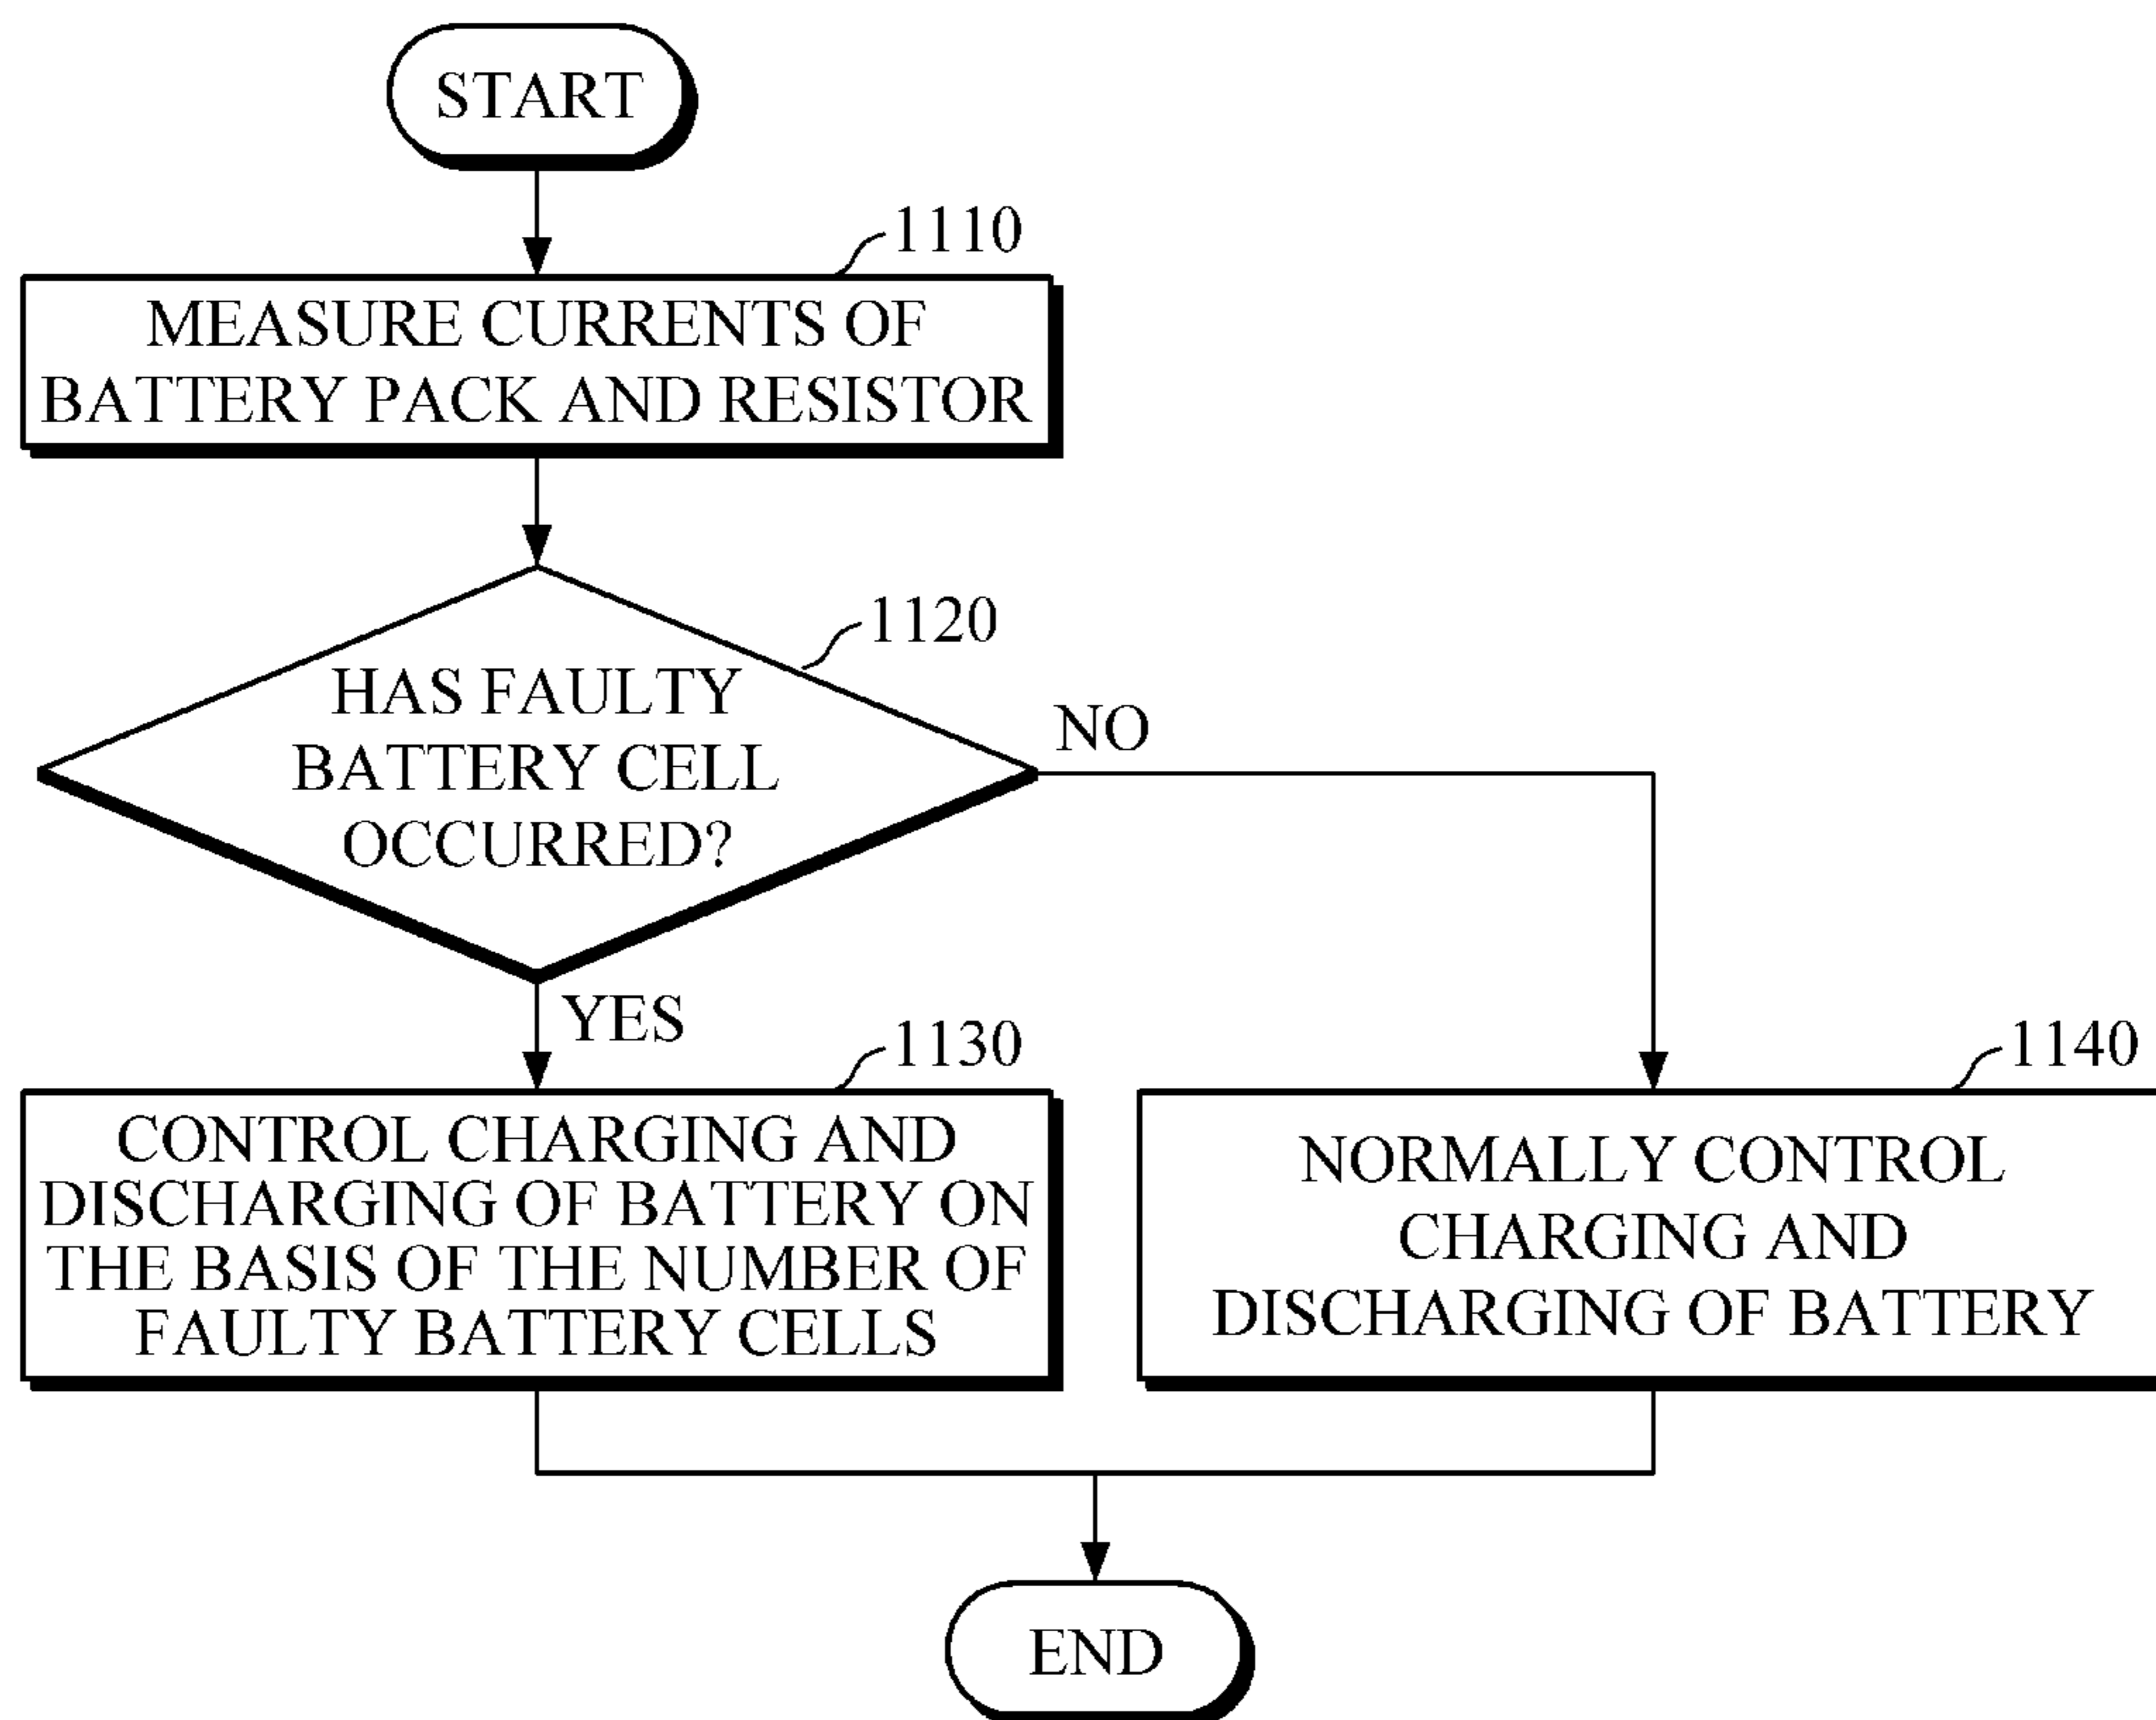 START
1110
MEASURE CURRENTS OF
BATTERY PACK AND RESISTOR
1120
HAS FAULTY
BATTERY CELL
OCCURRED?
NO
YES
1130
CONTROL CHARGING AND
DISCHARGING OF BATTERY ON
THE BASIS OF THE NUMBER OF
FAULTY BATTERY CELLS
1140
NORMALLY CONTROL
CHARGING AND
DISCHARGING OF BATTERY
END